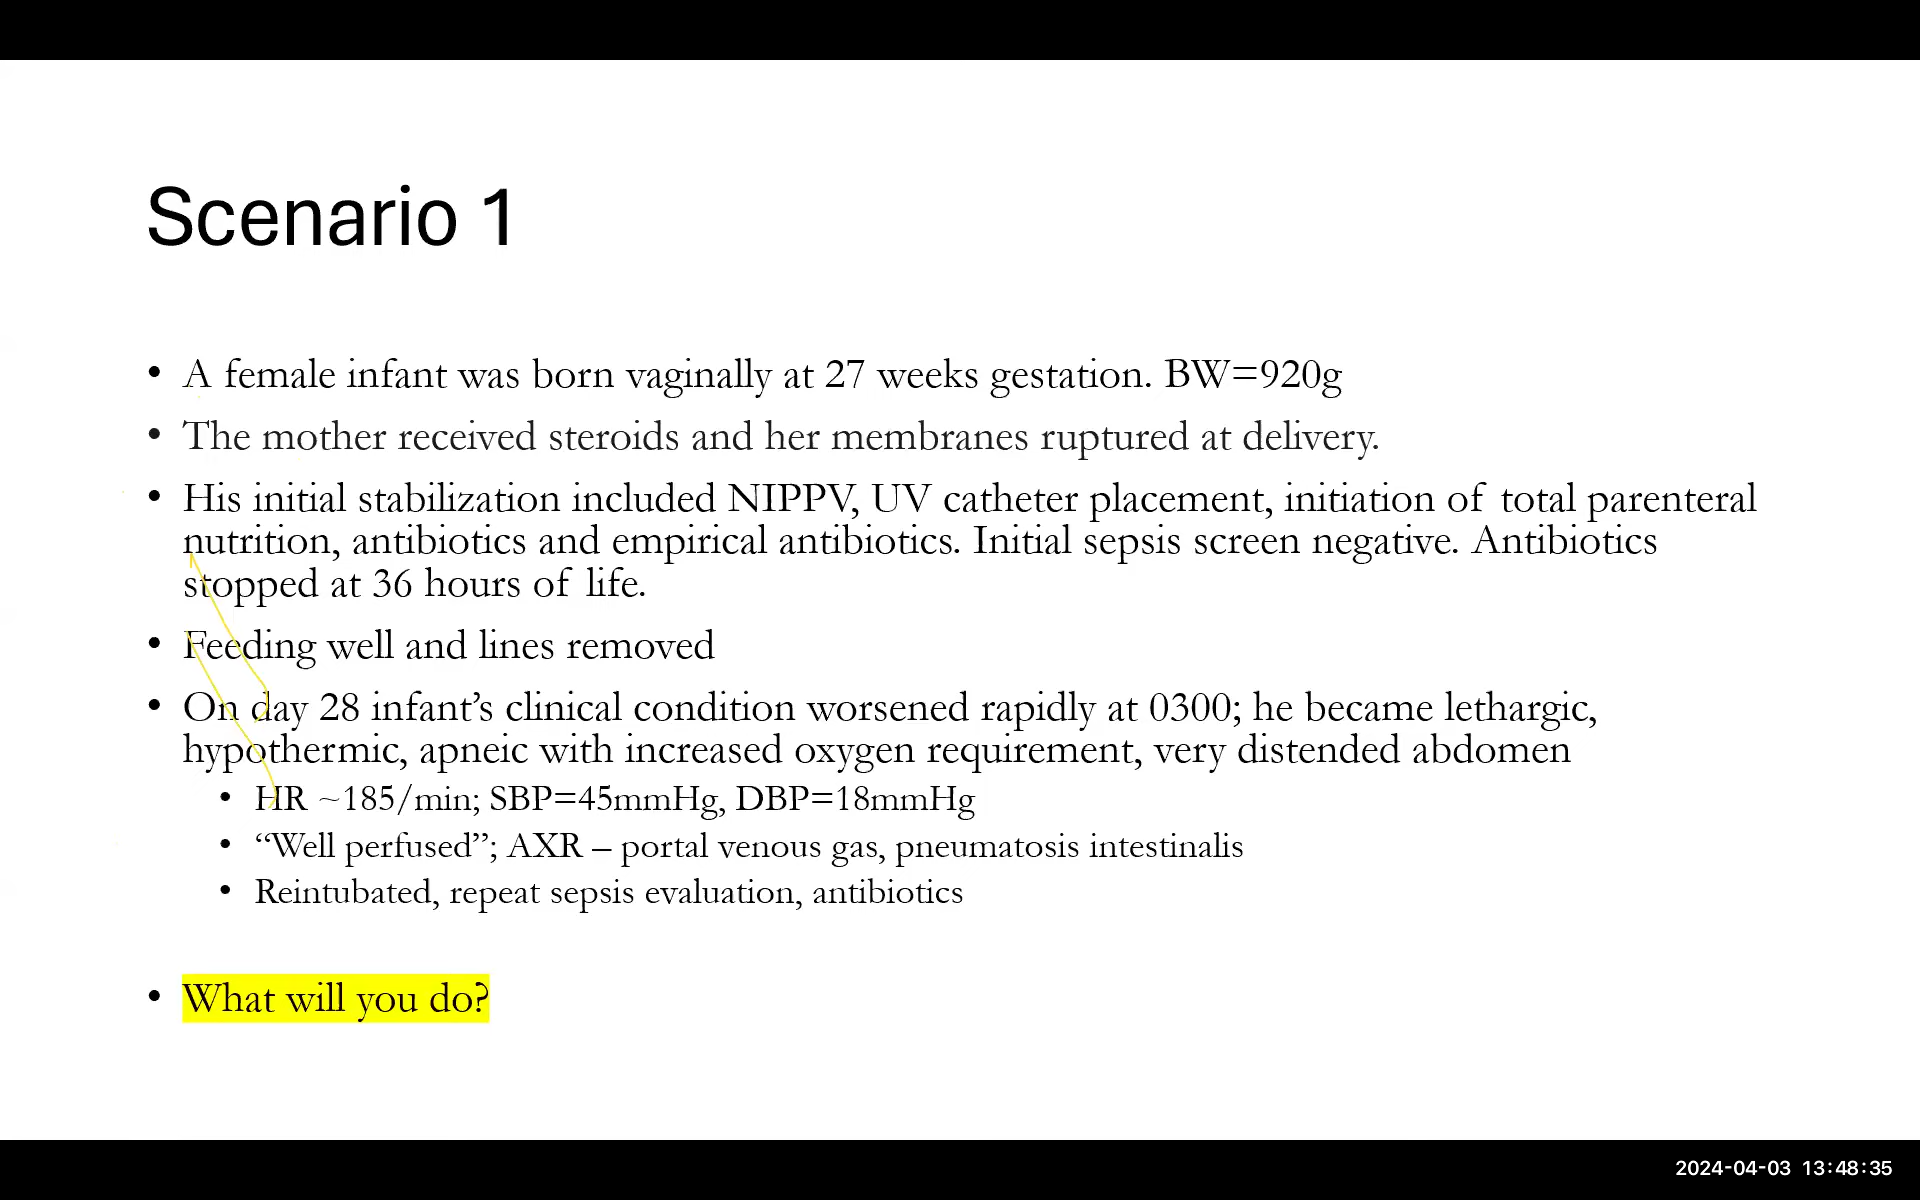 Scenario 1
• A female infant was born vaginally at 27 weeks gestation. BW=920g
• The mother received steroids and her membranes ruptured at delivery.
• His initial stabilization included NIPPV, UV catheter placement, initiation of total parenteral
nutrition, antibiotics and empirical antibiotics. Initial sepsis screen negative. Antibiotics
stopped at 36 hours of life.
• Feeding well and lines removed
• On day 28 infant’s clinical condition worsened rapidly at 0300; he became lethargic,
hypothermic, apneic with increased oxygen requirement, very distended abdomen
• HR ~185/min; SBP=45mmHg, DBP=18mmHg
• “Well perfused”; AXR – portal venous gas, pneumatosis intestinalis
• Reintubated, repeat sepsis evaluation, antibiotics
• What will you do?
2024-04-03 13:48:35